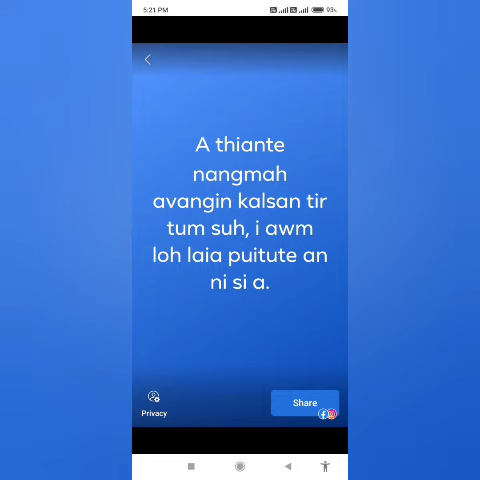 5:21 PM
93%
A thiante
nangmah
avangin kalsan tir
tum suh, i awm
loh laia puitute an
ni si a.
Privacy
Share